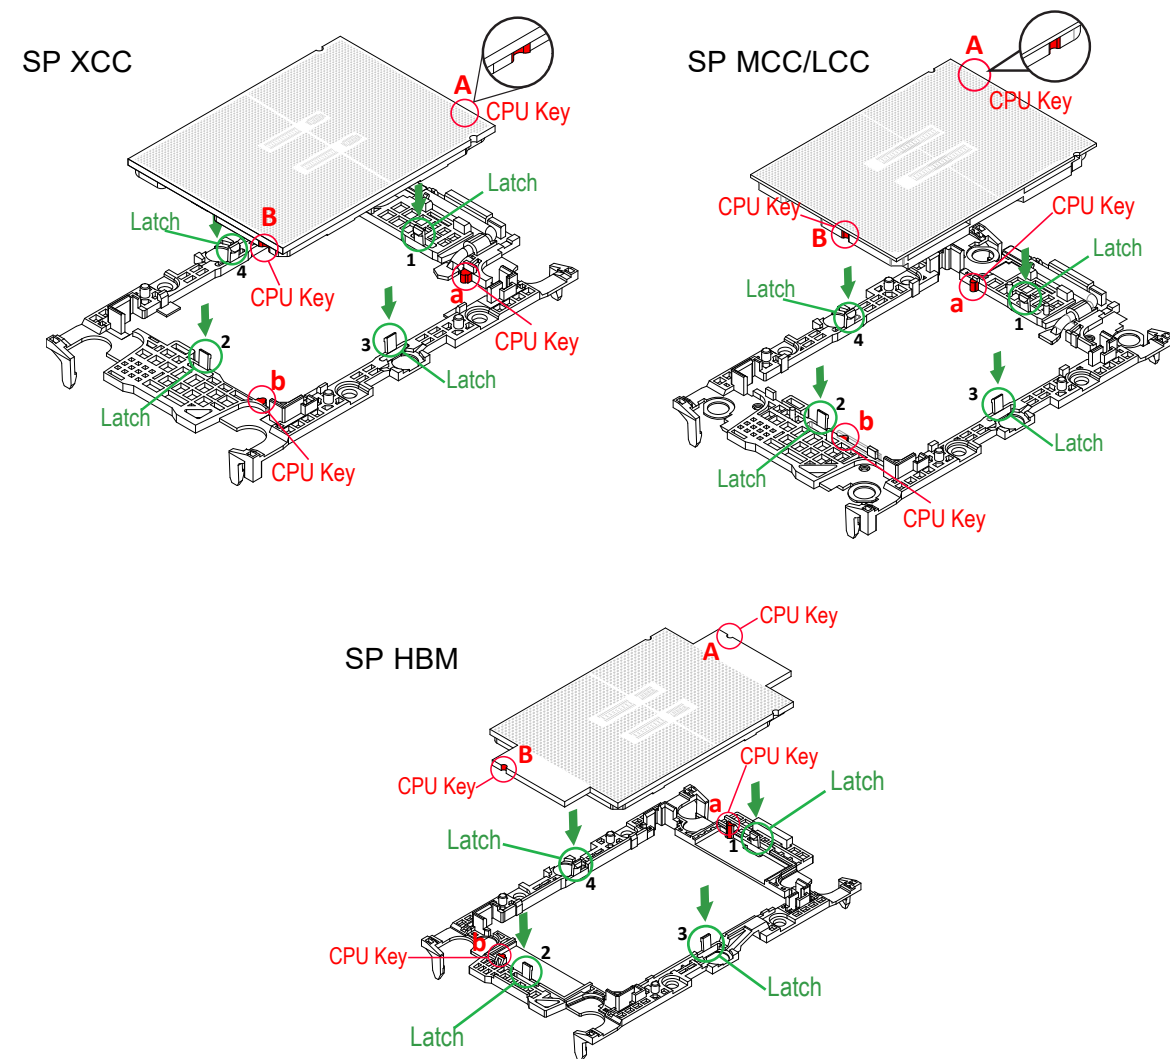 SP XCC
A
CPU Key
B
Latch
4
CPU Key
Latch
1
a
CPU Key
2
Latch
3
Latch
b
CPU Key
SP MCC/LCC
A
CPU Key
CPU Key
B
CPU Key
Latch
a
1
Latch
4
2
Latch
b
CPU Key
3
Latch
SP HBM
CPU Key
A
B
CPU Key
CPU Key
a
1
Latch
Latch
4
b
CPU Key
2
Latch
3
Latch